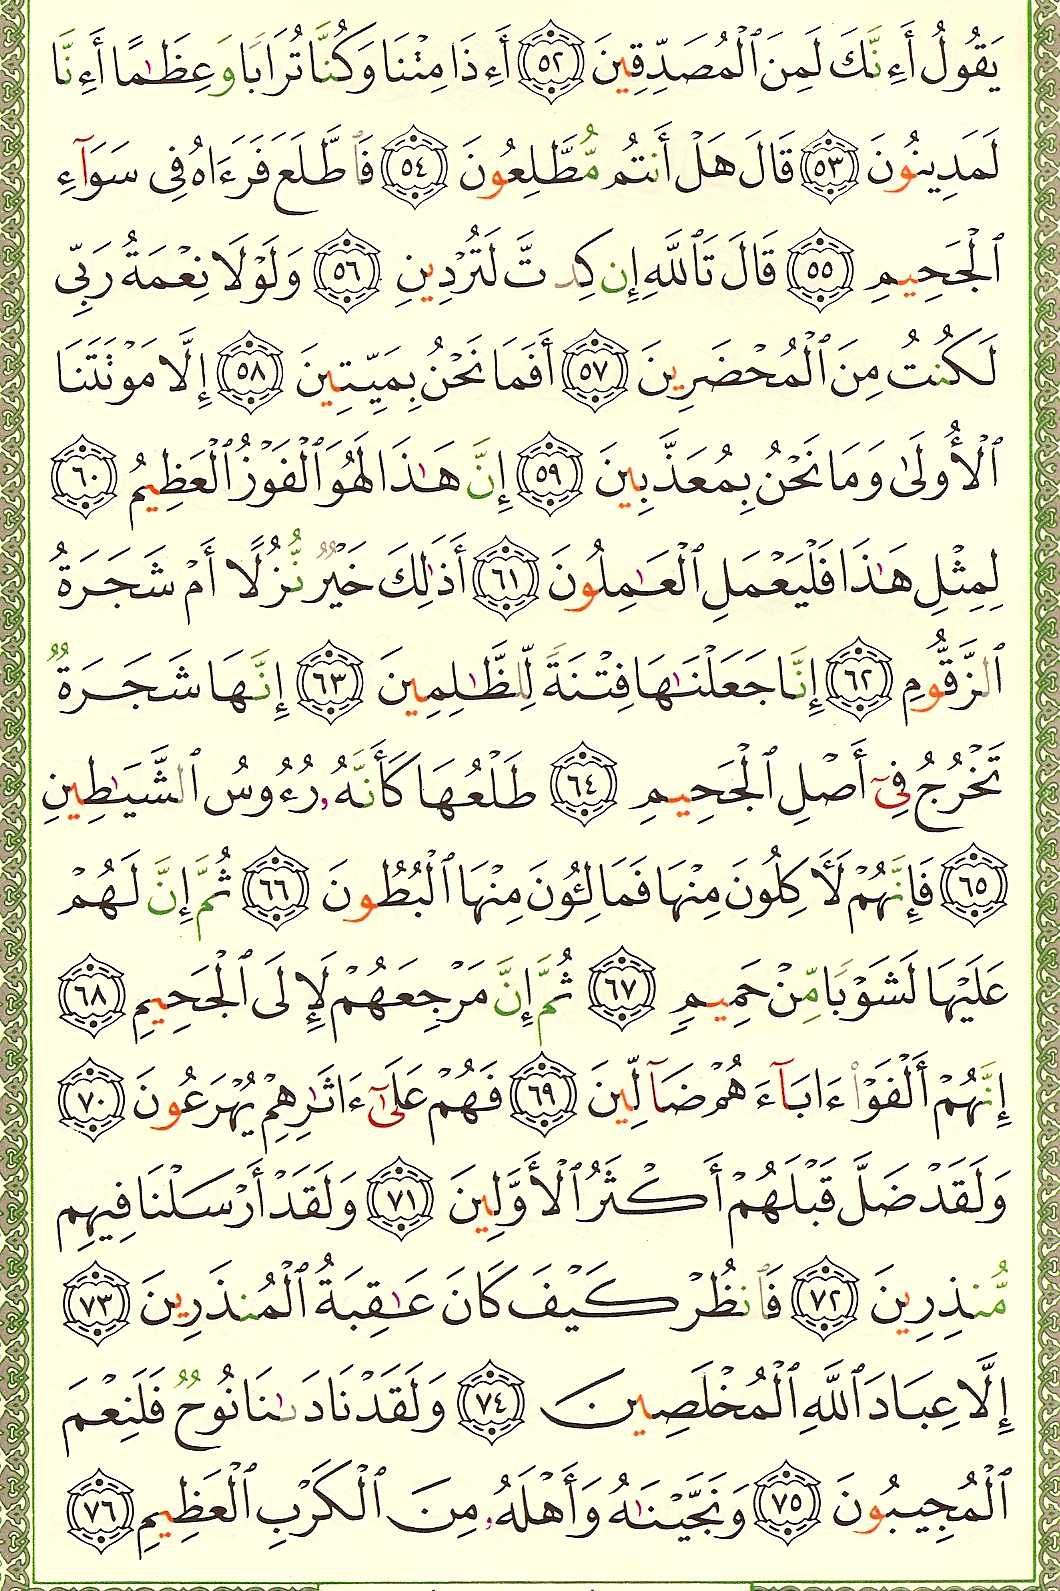 يَقُولُ أَءِنَّكَ لَمِنَ ٱلْمُصَدِّقِينَ ٥٢ أَءِذَا مِتْنَا وَكُنَّا تُرَابًا وَعِظَٰمًا أَءِنَّا
لَمَدِينُونَ ٥٣ قَالَ هَلْ أَنتُم مُّطَّلِعُونَ ٥٤ فَٱطَّلَعَ فَرَءَاهُ فِى سَوَآءِ
ٱلْجَحِيمِ ٥٥ قَالَ تَٱللَّهِ إِن كِدتَّ لَتُرْدِينِ ٥٦ وَلَوْلَا نِعْمَةُ رَبِّى
لَكُنتُ مِنَ ٱلْمُحْضَرِينَ ٥٧ أَفَمَا نَحْنُ بِمَيِّتِينَ ٥٨ إِلَّا مَوْتَتَنَا
ٱلْأُولَىٰ وَمَا نَحْنُ بِمُعَذَّبِينَ ٥٩ إِنَّ هَٰذَا لَهُوَ ٱلْفَوْزُ ٱلْعَظِيمُ ٦٠
لِمِثْلِ هَٰذَا فَلْيَعْمَلِ ٱلْعَٰمِلُونَ ٦١ أَذَٰلِكَ خَيْرٌ نُّزُلًا أَمْ شَجَرَةُ
ٱلزَّقُّومِ ٦٢ إِنَّا جَعَلْنَٰهَا فِتْنَةً لِّلظَّٰلِمِينَ ٦٣ إِنَّهَا شَجَرَةٌ
تَخْرُجُ فِىٓ أَصْلِ ٱلْجَحِيمِ ٦٤ طَلْعُهَا كَأَنَّهُۥ رُءُوسُ ٱلشَّيَٰطِينِ
٦٥ فَإِنَّهُمْ لَءَاكِلُونَ مِنْهَا فَمَالِـُٔونَ مِنْهَا ٱلْبُطُونَ ٦٦ ثُمَّ إِنَّ لَهُمْ
عَلَيْهَا لَشَوْبًا مِّنْ حَمِيمٍ ٦٧ ثُمَّ إِنَّ مَرْجِعَهُمْ لَإِلَى ٱلْجَحِيمِ ٦٨
إِنَّهُمْ أَلْفَوْا۟ ءَابَآءَهُمْ ضَآلِّينَ ٦٩ فَهُمْ عَلَىٰٓ ءَاثَٰرِهِمْ يُهْرَعُونَ ٧٠
وَلَقَدْ ضَلَّ قَبْلَهُمْ أَكْثَرُ ٱلْأَوَّلِينَ ٧١ وَلَقَدْ أَرْسَلْنَا فِيهِم
مُّنذِرِينَ ٧٢ فَٱنظُرْ كَيْفَ كَانَ عَٰقِبَةُ ٱلْمُنذَرِينَ ٧٣
إِلَّا عِبَادَ ٱللَّهِ ٱلْمُخْلَصِينَ ٧٤ وَلَقَدْ نَادَىٰنَا نُوحٌ فَلَنِعْمَ
ٱلْمُجِيبُونَ ٧٥ وَنَجَّيْنَٰهُ وَأَهْلَهُۥ مِنَ ٱلْكَرْبِ ٱلْعَظِيمِ ٧٦